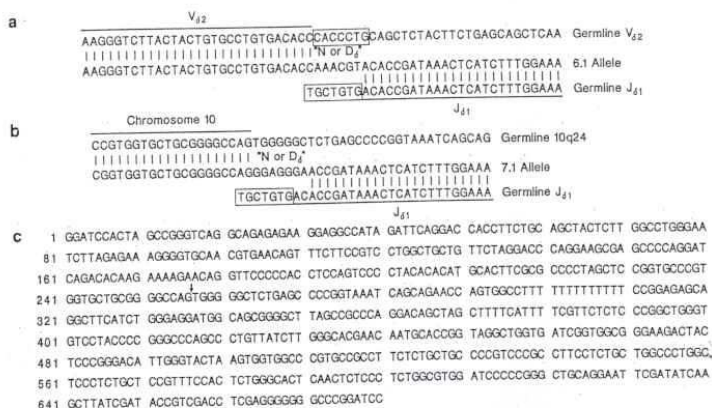 a
Vδ2
AAGGGTCTTACTACTGTGCCTGTGACACCCACCCTGCAGCTCTACTTCTGAGCAGCTCAA Germline Vδ2
"N or Dδ"
AAGGGTCTTACTACTGTGCCTGTGACACCAAACGTACACCGATAAACTCATCTTTGGAAA 6.1 Allele
TGCTGTGACACCGATAAACTCATCTTTGGAAA Germline Jδ1
Jδ1
b
Chromosome 10
CCGTGGTGCTGCGGGGCCAGTGGGGGCTCTGAGCCCCGGTAAATCAGCAG Germline 10q24
"N or Dδ"
CGGTGGTGCTGCGGGGCCAGGGAGGGAACCGATAAACTCATCTTTGGAAA 7.1 Allele
TGCTGTGACACCGATAAACTCATCTTTGGAAA Germline Jδ1
Jδ1
c
1 GGATCCACTA GCCGGGTCAG GCAGAGAGAA GGAGGCCATA GATTCAGGAC CACCTTCTGC AGCTACTCTT GGCCTGGGAA
81 TCTTAGAGAA AGGGGTGCAA CGTGAACAGT TTCTTCCGTC CTGGCTGCTG TTCTAGGACC CAGGAAGCGA GCCCCAGGAT
161 CAGACACAAG AAAAGAACAG GTTCCCCCAC CTCCAGTCCC CTACACACAT GCACTTCGCG CCCCTAGCTC CGGTGCCCGT
241 GGTGCTGCGG GGCCAGTGGG GGCTCTGAGC CCCGGTAAAT CAGCAGAACC AGTGGCCTTT TTTTTTTTTT CCGGAGAGCA
321 GGCTTCATCT GGGAGGATGG CAGCGGGGCT TAGCCGCCCA GGACAGCTAG CTTTTCATTT TCGTTCTCTC CCCGGCTGGGT
401 GTCCTACCCC GGGCCCAGCC CTGTTATCTT GGGCACGAAC AATGCACCGG TAGGCTGGTG ATCGGTGGCG GGAAGACTAC
481 TCCCGGGACA TTGGGTACTA AGTGGTGGCC CGTGCCGCCT TCTCTGCTGC CCCGTCCCGC CTTCCTCTGC TGGCCCTGGC
561 TCCCTCTGCT CCGTTTCCAC TCTGGGCACT CAACTCTCCC TCTGGCGTGG ATCCCCCGGG CTGCAGGAAT TCGATATCAA
641 GCTTATCGAT ACCGTCGACC TCGAGGGGGG GCCCGGATCC